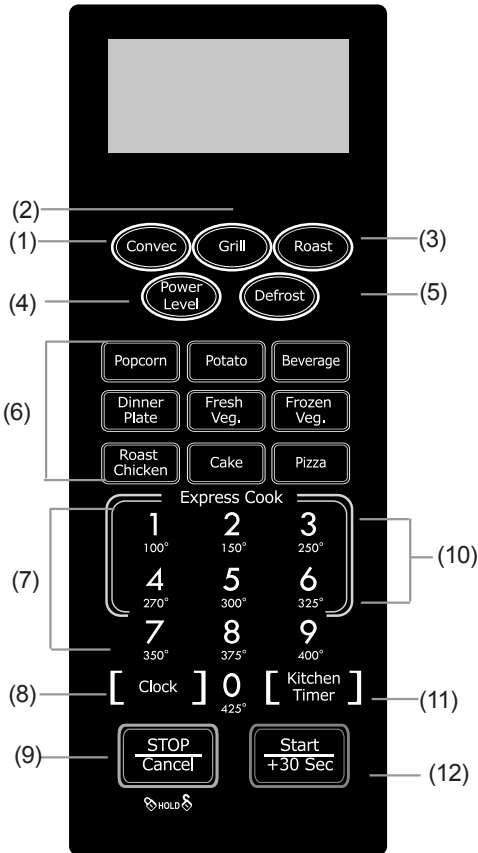 (2)
(1) Convec Grill Roast (3)
(4) Power Level Defrost (5)
(6)
Popcorn Potato Beverage
Dinner Plate Fresh Veg. Frozen Veg.
Roast Chicken Cake Pizza
Express Cook
(7)
(10)
1 2 3
100° 150° 250°
4 5 6
270° 300° 325°
7 8 9
350° 375° 400°
(8) [ Clock ] 0 [ Kitchen Timer ] (11)
425°
(9) STOP Cancel Start +30 Sec (12)
HOLD